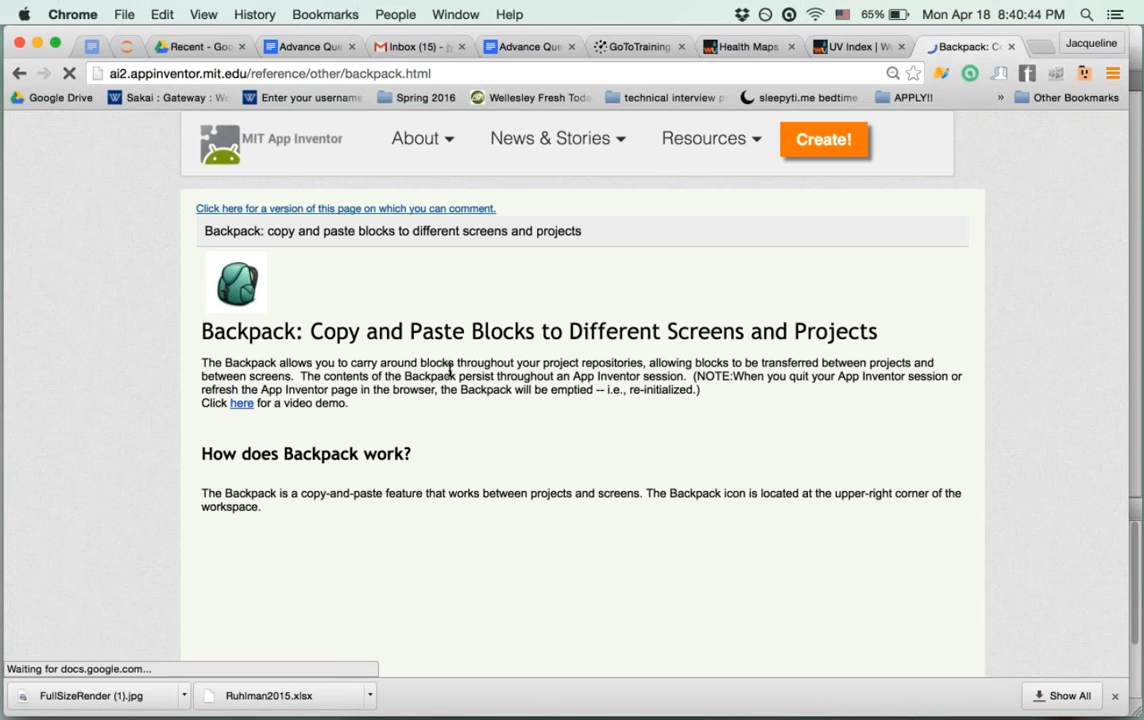 Chrome File Edit View History Bookmarks People Window Help 65% Mon Apr 18 8:40:44 PM
Recent - Goo Advance Que Inbox (15) - j Advance Que GoToTraining Health Maps UV Index | We Backpack: Co Jacqueline
ai2.appinventor.mit.edu/reference/other/backpack.html
Google Drive Sakai : Gateway : We Enter your username Spring 2016 Wellesley Fresh Toda technical interview p sleepyti.me bedtime APPLY!! » Other Bookmarks
MIT App Inventor About News & Stories Resources Create!
Click here for a version of this page on which you can comment.
Backpack: copy and paste blocks to different screens and projects
Backpack: Copy and Paste Blocks to Different Screens and Projects
The Backpack allows you to carry around blocks throughout your project repositories, allowing blocks to be transferred between projects and
between screens. The contents of the Backpack persist throughout an App Inventor session. (NOTE:When you quit your App Inventor session or
refresh the App Inventor page in the browser, the Backpack will be emptied -- i.e., re-initialized.)
Click here for a video demo.
How does Backpack work?
The Backpack is a copy-and-paste feature that works between projects and screens. The Backpack icon is located at the upper-right corner of the
workspace.
Waiting for docs.google.com...
FullSizeRender (1).jpg Ruhlman2015.xlsx Show All